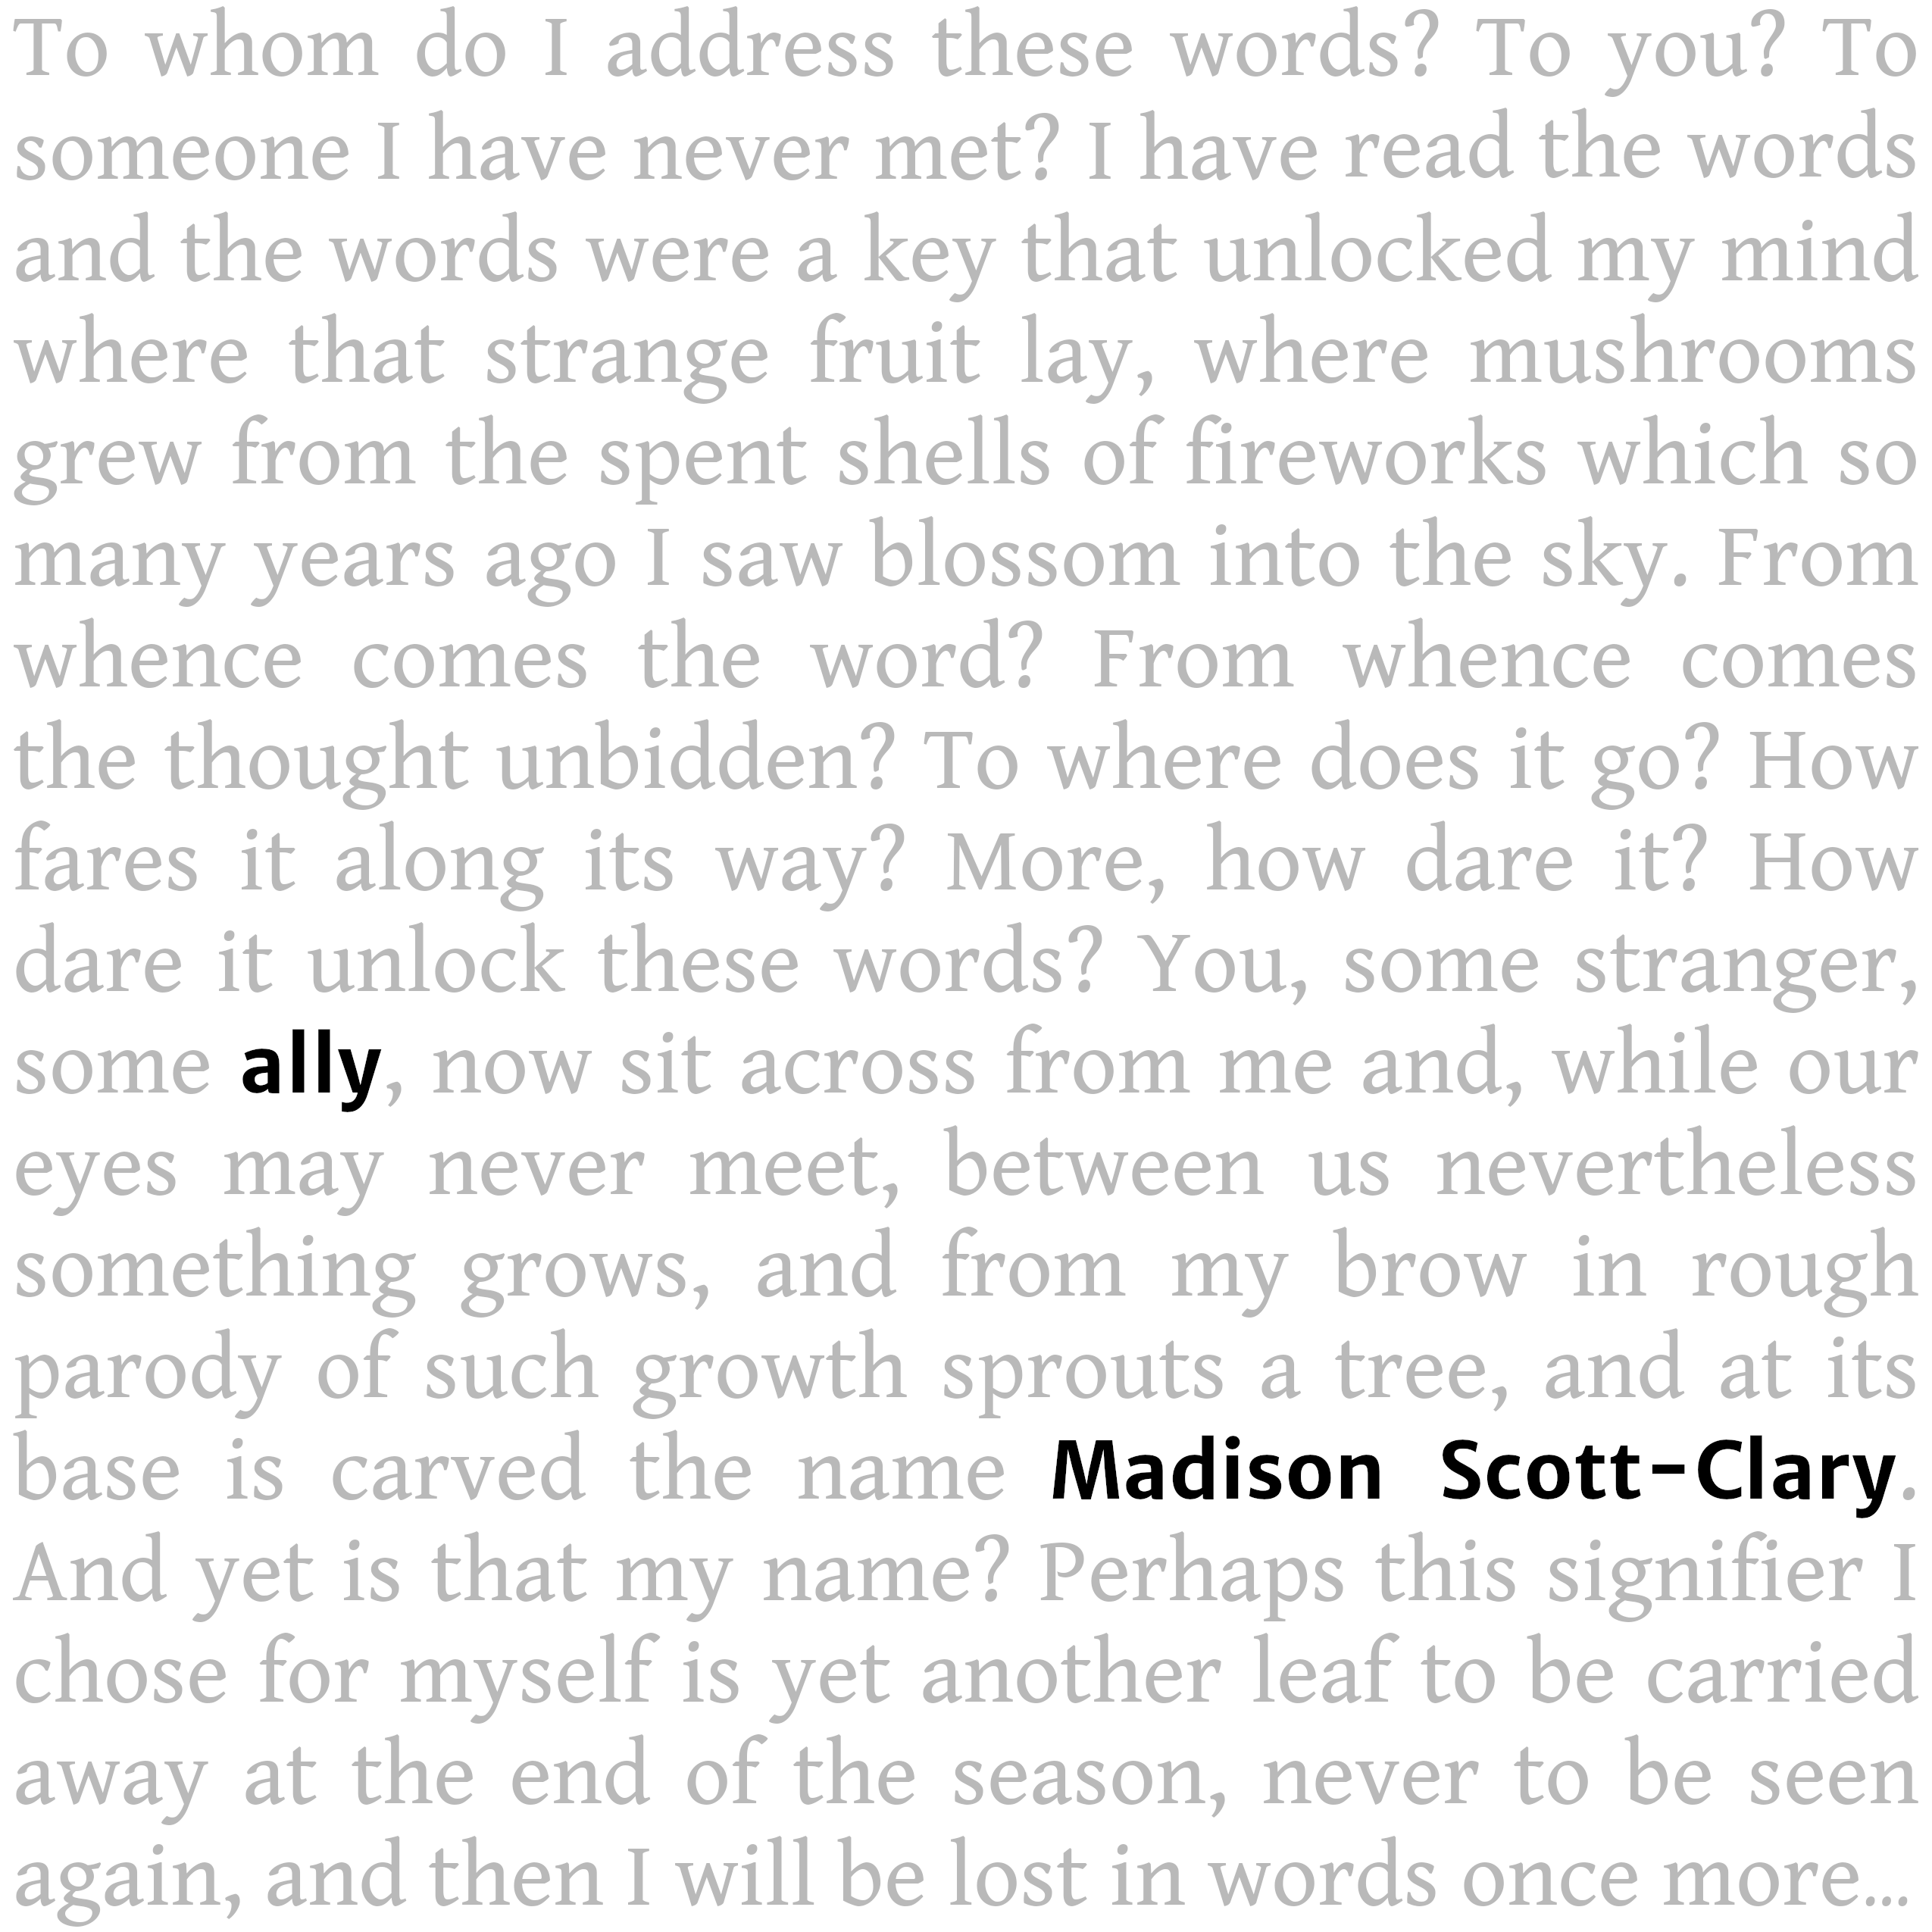 To whom do I address these words? To you? To
someone I have never met? I have read the words
and the words were a key that unlocked my mind
where that strange fruit lay, where mushrooms
grew from the spent shells of fireworks which so
many years ago I saw blossom into the sky. From
whence comes the word? From whence comes
the thought unbidden? To where does it go? How
fares it along its way? More, how dare it? How
dare it unlock these words? You, some stranger,
some ally, now sit across from me and, while our
eyes may never meet, between us nevertheless
something grows, and from my brow in rough
parody of such growth sprouts a tree, and at its
base is carved the name Madison Scott-Clary.
And yet is that my name? Perhaps this signifier I
chose for myself is yet another leaf to be carried
away at the end of the season, never to be seen
again, and then I will be lost in words once more…